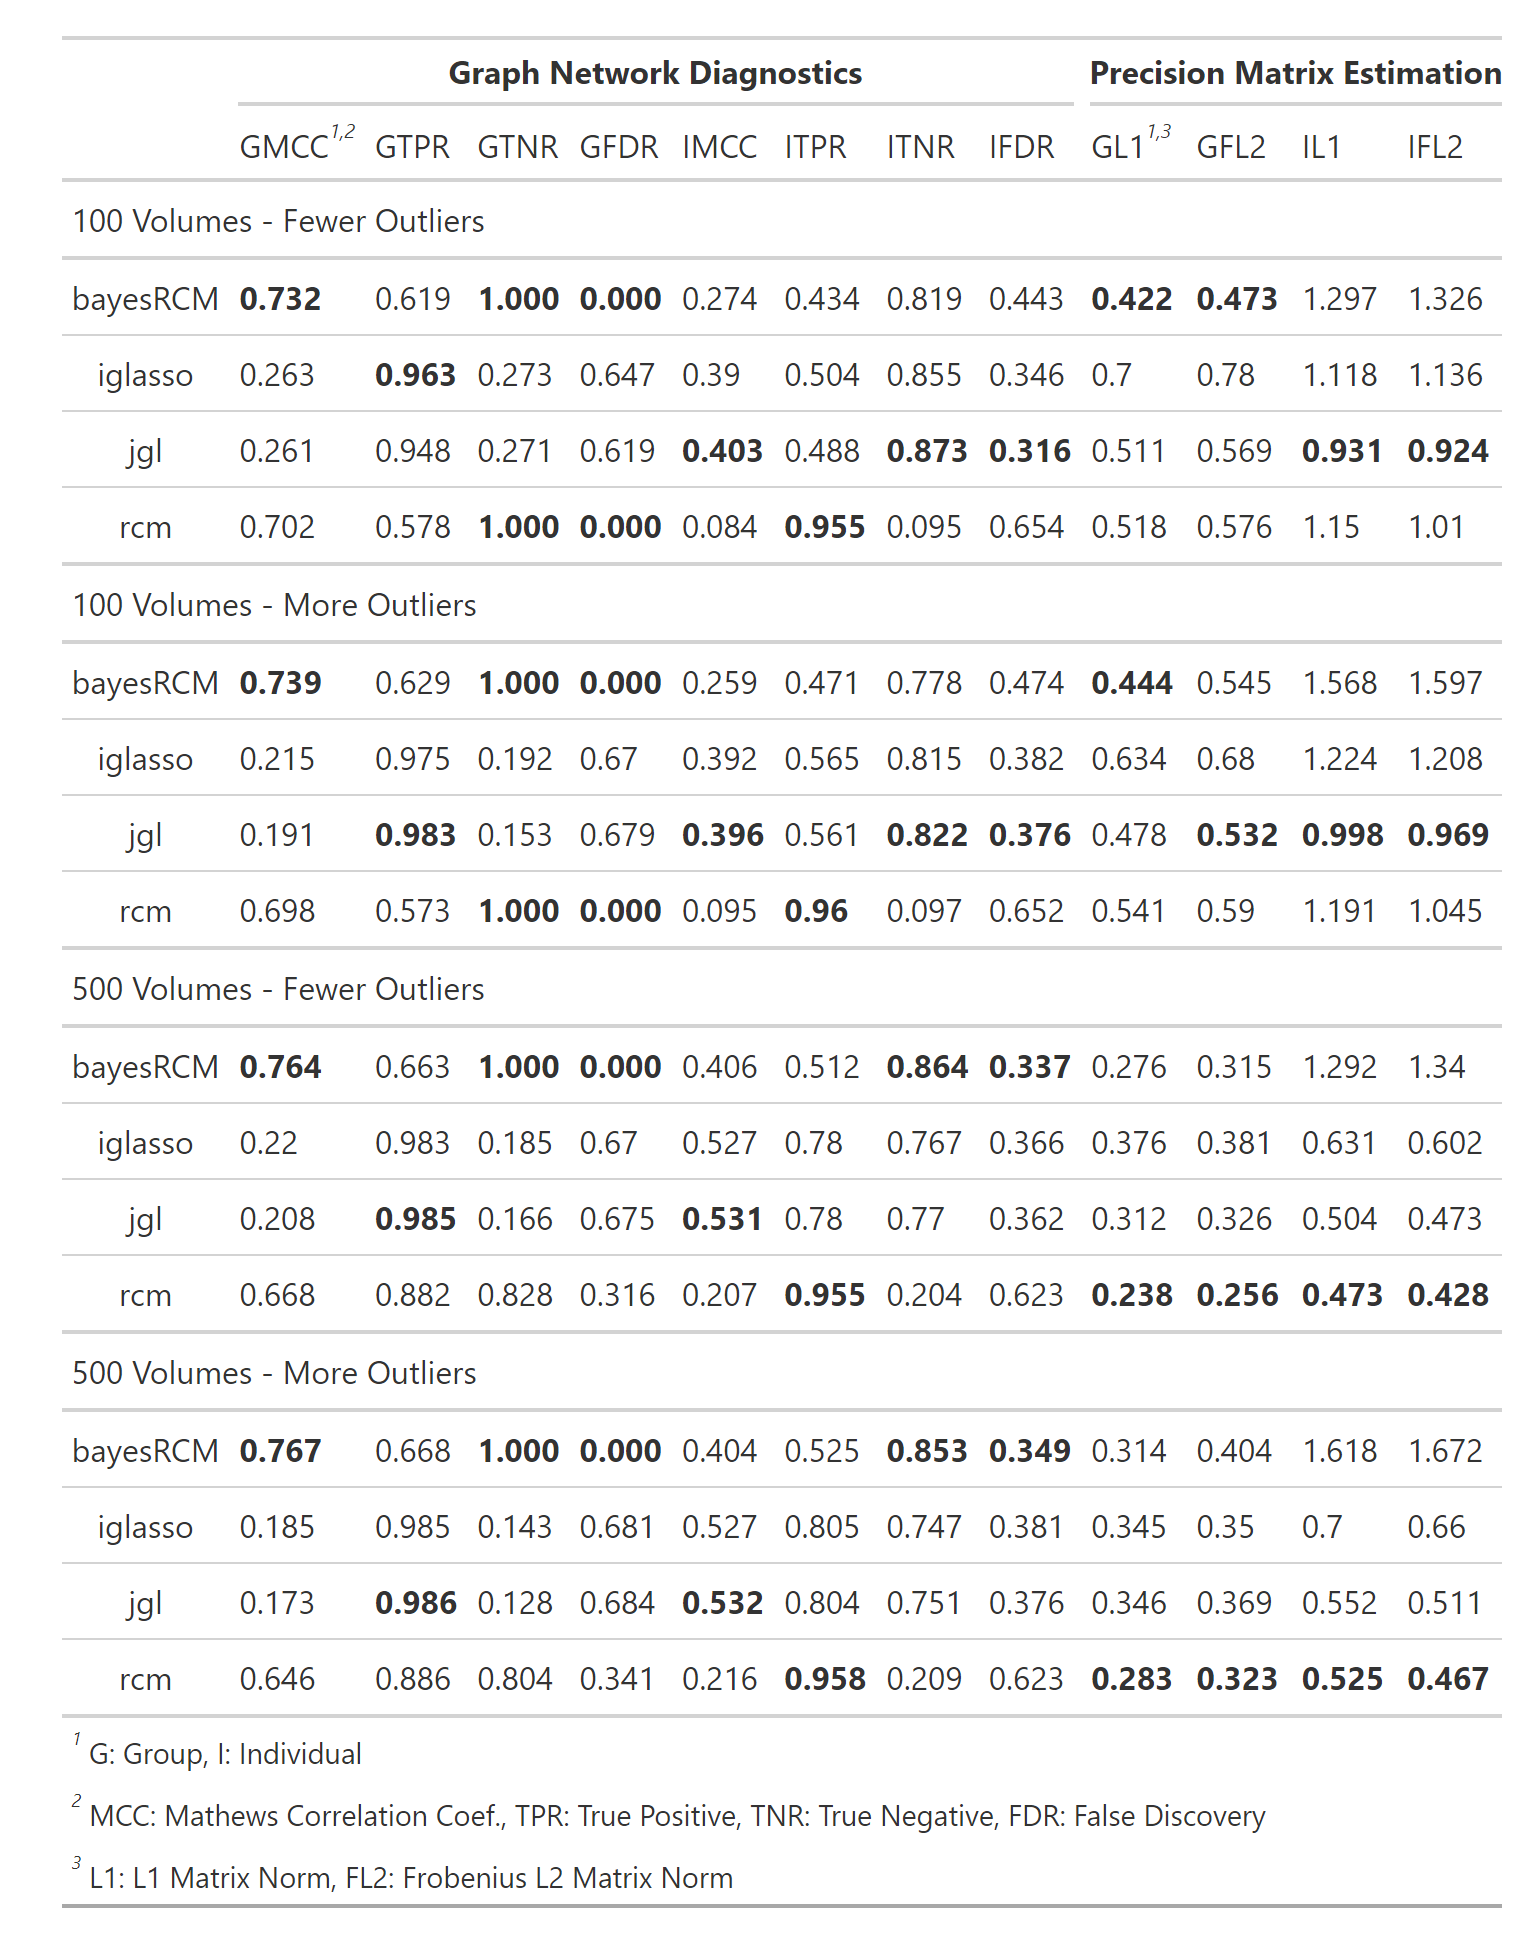 Graph Network Diagnostics Precision Matrix Estimation
GMCC1,2 GTPR GTNR GFDR IMCC ITPR ITNR IFDR GL11,3 GFL2 IL1 IFL2
100 Volumes - Fewer Outliers
bayesRCM 0.732 0.619 1.000 0.000 0.274 0.434 0.819 0.443 0.422 0.473 1.297 1.326
iglasso 0.263 0.963 0.273 0.647 0.39 0.504 0.855 0.346 0.7 0.78 1.118 1.136
jgl 0.261 0.948 0.271 0.619 0.403 0.488 0.873 0.316 0.511 0.569 0.931 0.924
rcm 0.702 0.578 1.000 0.000 0.084 0.955 0.095 0.654 0.518 0.576 1.15 1.01
100 Volumes - More Outliers
bayesRCM 0.739 0.629 1.000 0.000 0.259 0.471 0.778 0.474 0.444 0.545 1.568 1.597
iglasso 0.215 0.975 0.192 0.67 0.392 0.565 0.815 0.382 0.634 0.68 1.224 1.208
jgl 0.191 0.983 0.153 0.679 0.396 0.561 0.822 0.376 0.478 0.532 0.998 0.969
rcm 0.698 0.573 1.000 0.000 0.095 0.96 0.097 0.652 0.541 0.59 1.191 1.045
500 Volumes - Fewer Outliers
bayesRCM 0.764 0.663 1.000 0.000 0.406 0.512 0.864 0.337 0.276 0.315 1.292 1.34
iglasso 0.22 0.983 0.185 0.67 0.527 0.78 0.767 0.366 0.376 0.381 0.631 0.602
jgl 0.208 0.985 0.166 0.675 0.531 0.78 0.77 0.362 0.312 0.326 0.504 0.473
rcm 0.668 0.882 0.828 0.316 0.207 0.955 0.204 0.623 0.238 0.256 0.473 0.428
500 Volumes - More Outliers
bayesRCM 0.767 0.668 1.000 0.000 0.404 0.525 0.853 0.349 0.314 0.404 1.618 1.672
iglasso 0.185 0.985 0.143 0.681 0.527 0.805 0.747 0.381 0.345 0.35 0.7 0.66
jgl 0.173 0.986 0.128 0.684 0.532 0.804 0.751 0.376 0.346 0.369 0.552 0.511
rcm 0.646 0.886 0.804 0.341 0.216 0.958 0.209 0.623 0.283 0.323 0.525 0.467
1 G: Group, I: Individual
2 MCC: Mathews Correlation Coef., TPR: True Positive, TNR: True Negative, FDR: False Discovery
3 L1: L1 Matrix Norm, FL2: Frobenius L2 Matrix Norm